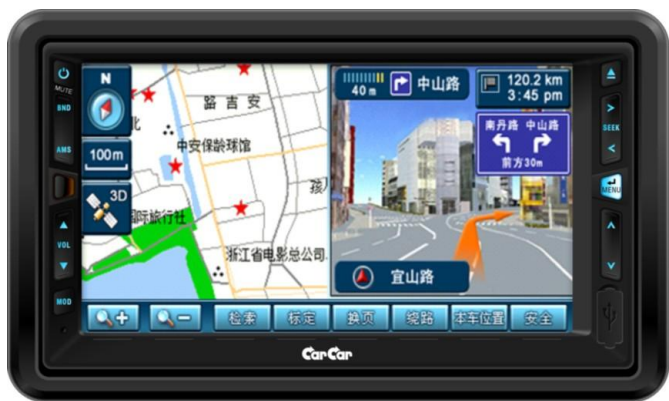 MUTE
BND
AMS
VOL
MOD
N
100m
3D
北
路吉安
中安保龄球馆
国际旅行社
浙江省电影总公司
40 m
中山路
120.2 km
3:45 pm
南丹路 中山路
前方30m
宜山路
检索
标定
换页
绕路
本车位置
安全
SEEK
MENU
CarCar